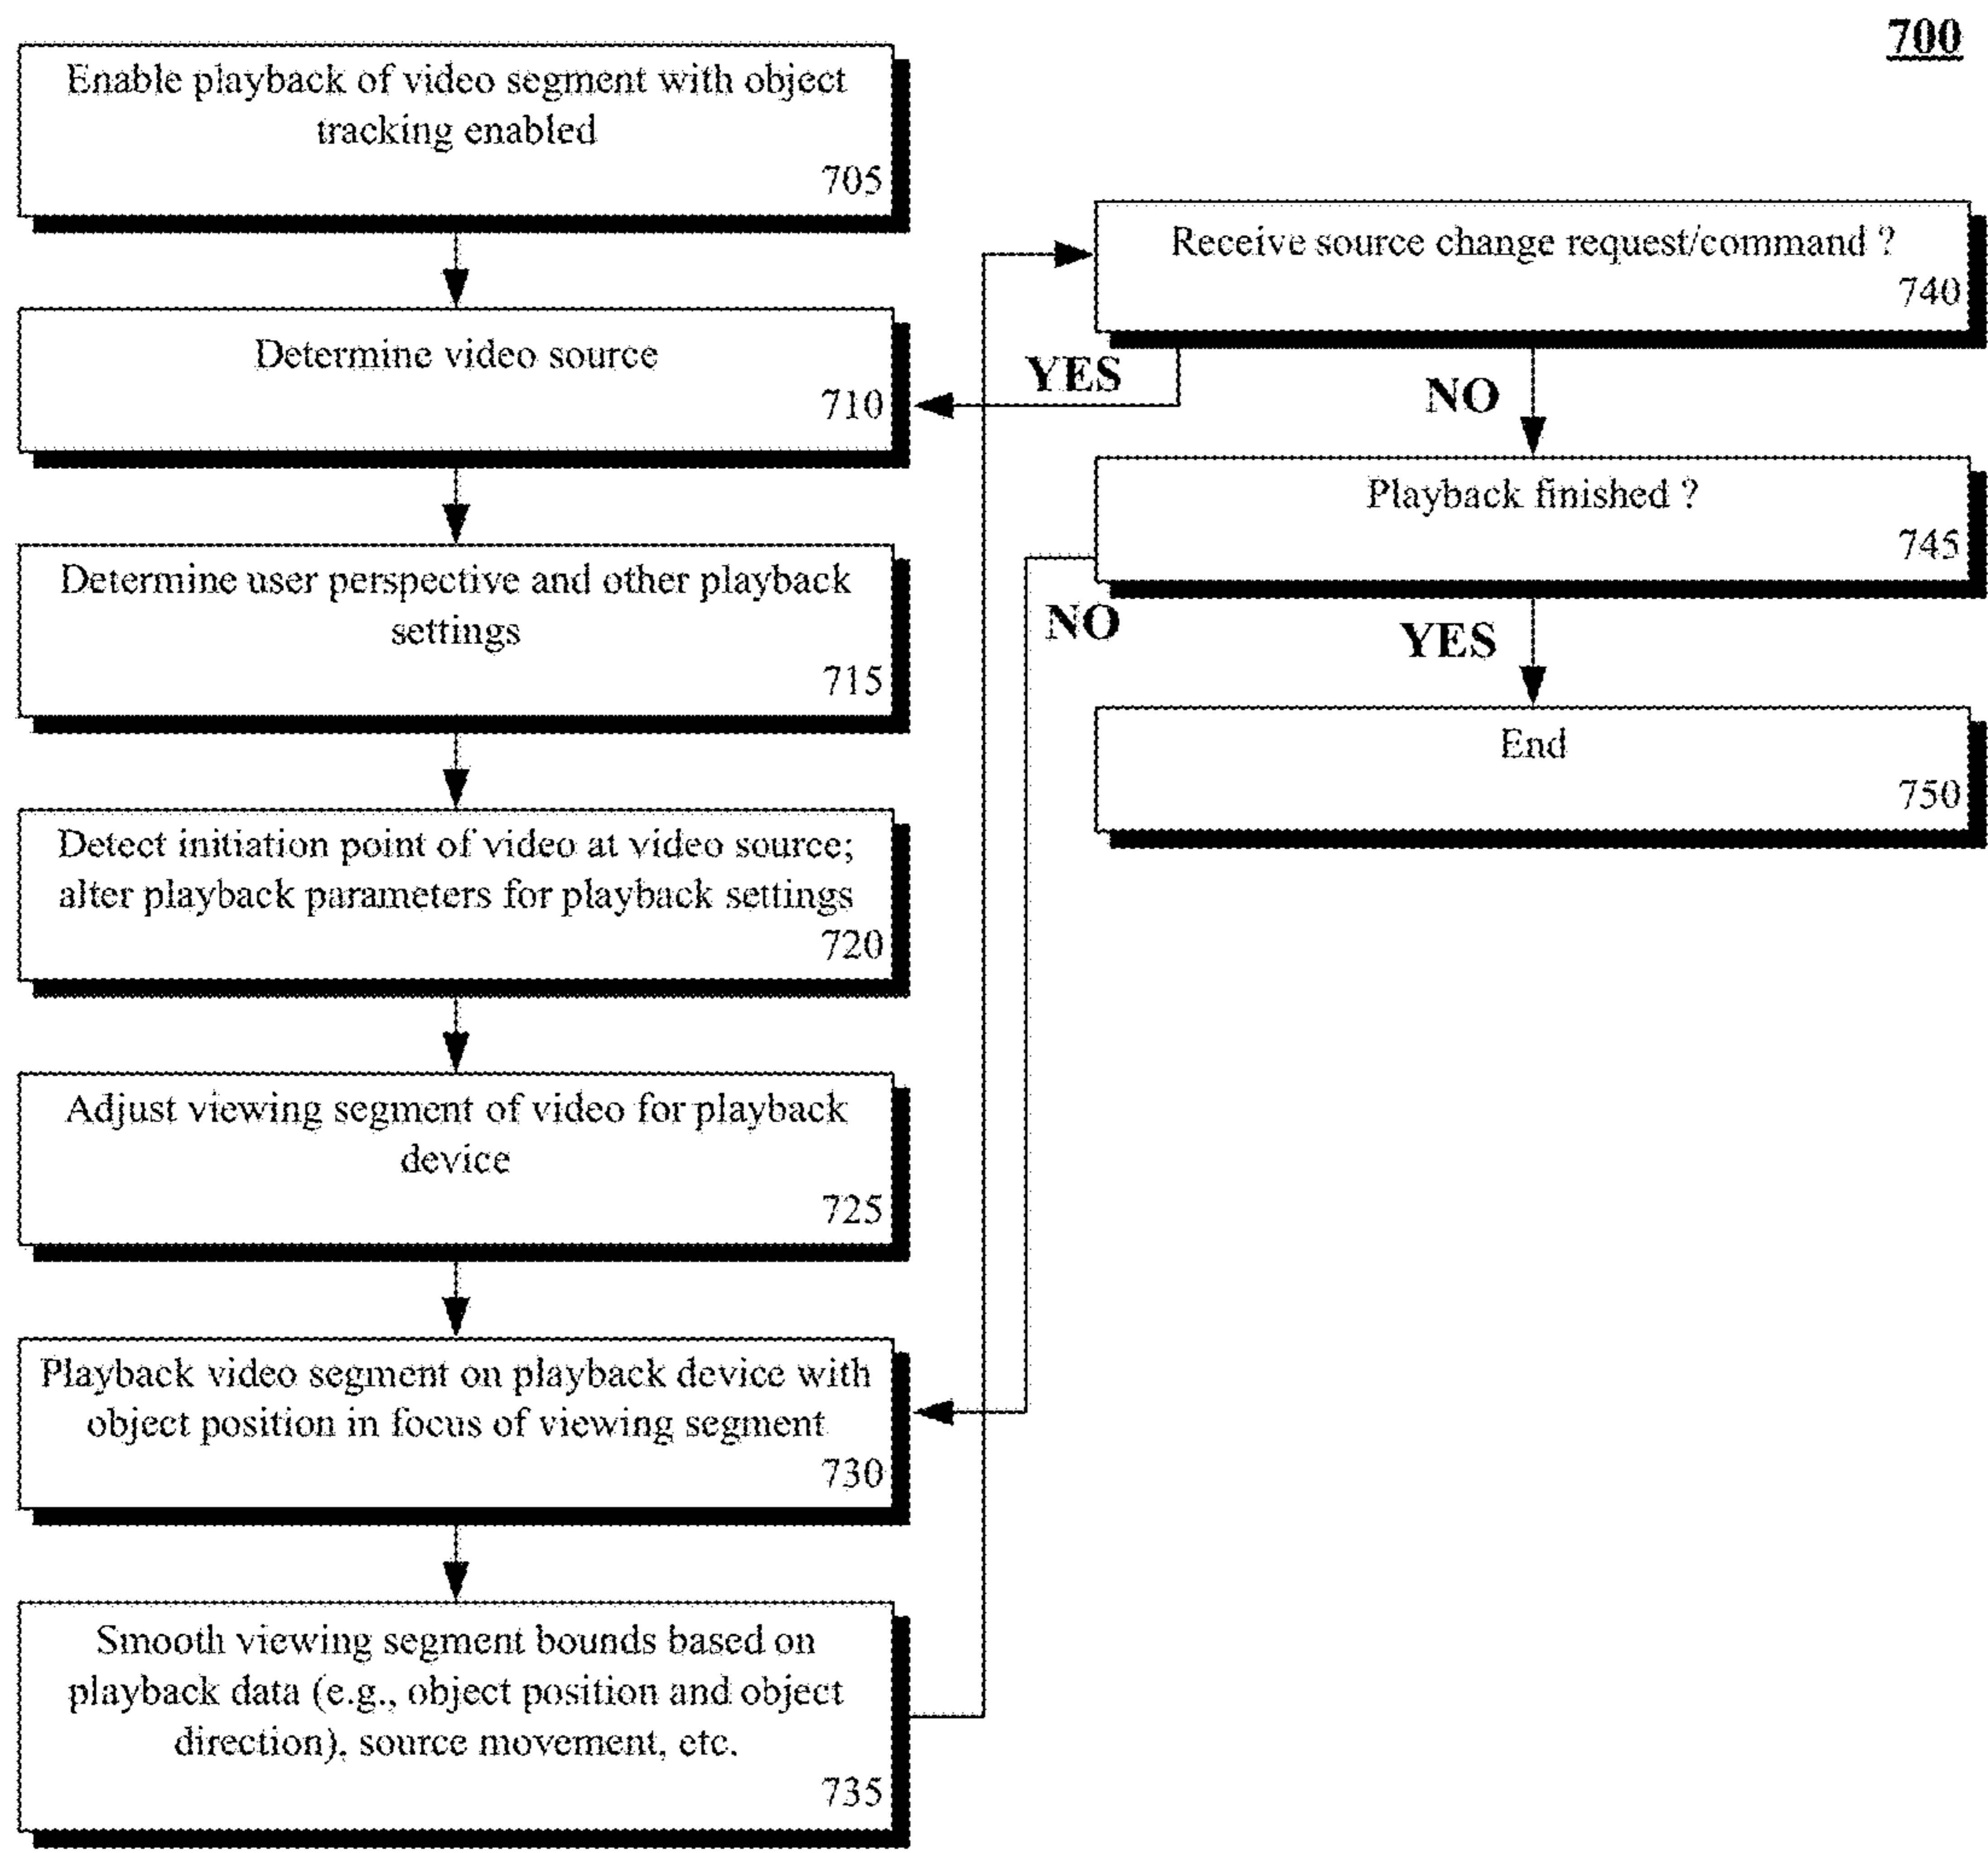 700
Enable playback of video segment with object
tracking enabled
705
Determine video source
710
Determine user perspective and other playback
settings
715
Detect initiation point of video at video source;
alter playback parameters for playback settings
720
Adjust viewing segment of video for playback
device
725
Playback video segment on playback device with
object position in focus of viewing segment
730
Smooth viewing segment bounds based on
playback data (e.g., object position and object
direction), source movement, etc.
735
Receive source change request/command ?
740
YES
NO
Playback finished ?
745
NO
YES
End
750